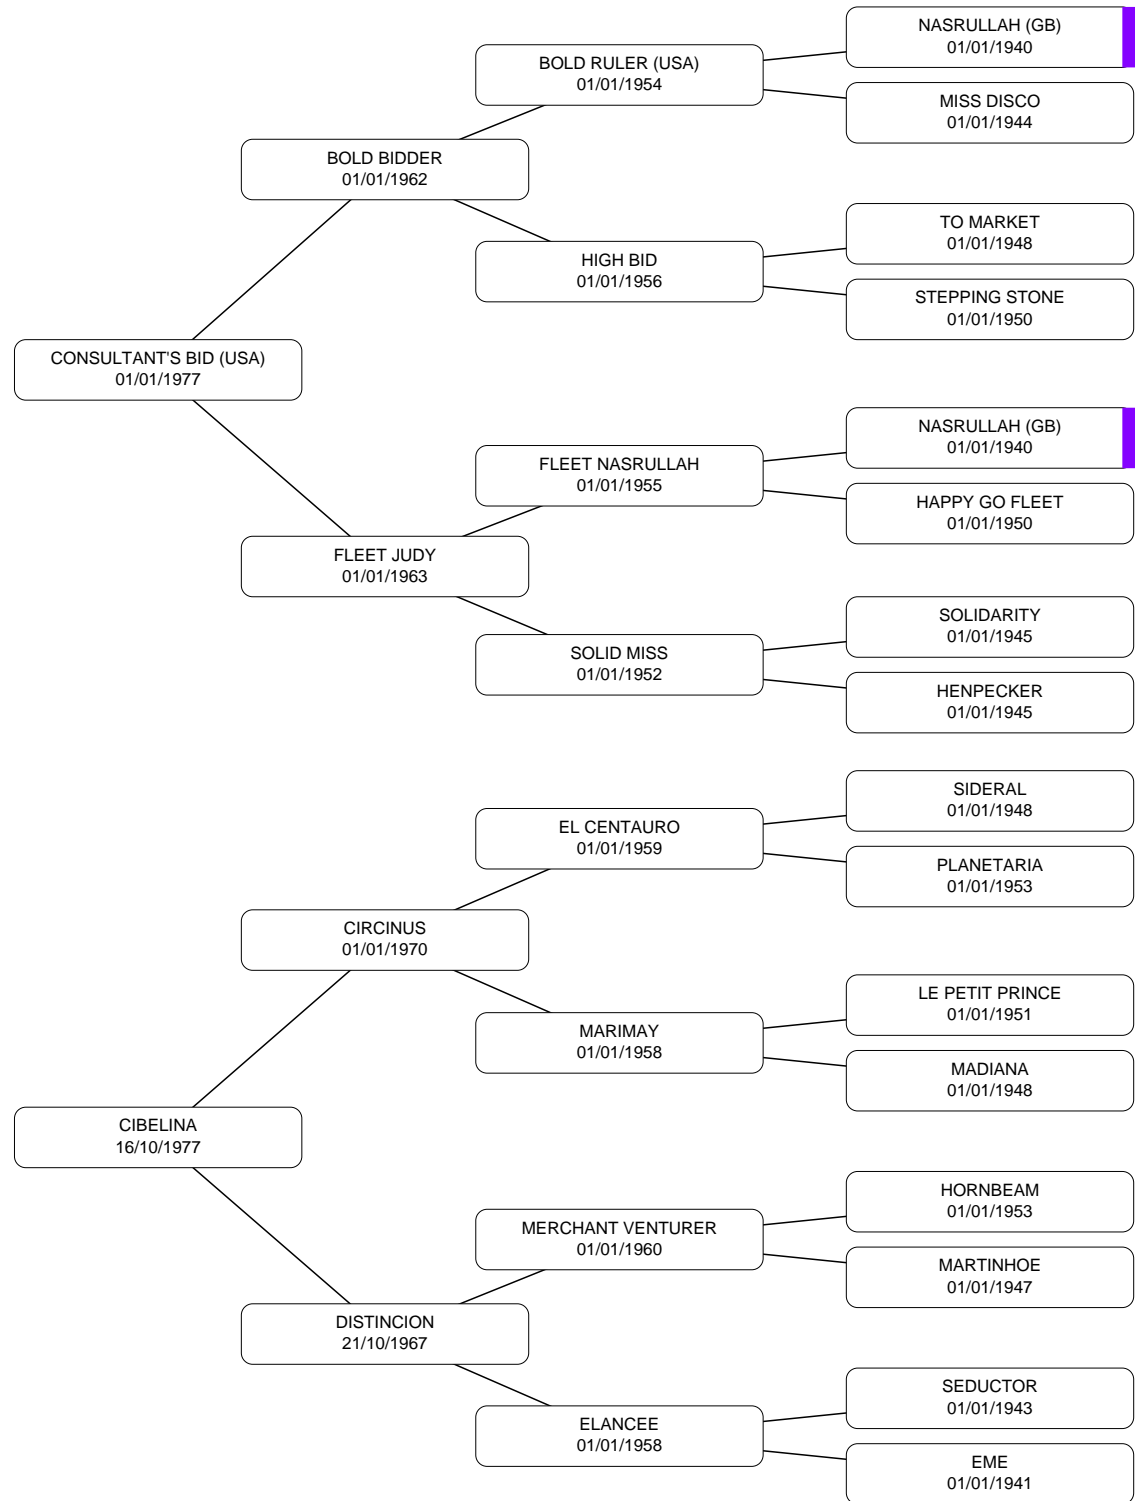 NASRULLAH (GB)
01/01/1940
BOLD RULER (USA)
01/01/1954
MISS DISCO
01/01/1944
BOLD BIDDER
01/01/1962
TO MARKET
01/01/1948
HIGH BID
01/01/1956
STEPPING STONE
01/01/1950
CONSULTANT'S BID (USA)
01/01/1977
NASRULLAH (GB)
01/01/1940
FLEET NASRULLAH
01/01/1955
HAPPY GO FLEET
01/01/1950
FLEET JUDY
01/01/1963
SOLIDARITY
01/01/1945
SOLID MISS
01/01/1952
HENPECKER
01/01/1945
SIDERAL
01/01/1948
EL CENTAURO
01/01/1959
PLANETARIA
01/01/1953
CIRCINUS
01/01/1970
LE PETIT PRINCE
01/01/1951
MARIMAY
01/01/1958
MADIANA
01/01/1948
CIBELINA
16/10/1977
HORNBEAM
01/01/1953
MERCHANT VENTURER
01/01/1960
MARTINHOE
01/01/1947
DISTINCION
21/10/1967
SEDUCTOR
01/01/1943
ELANCEE
01/01/1958
EME
01/01/1941